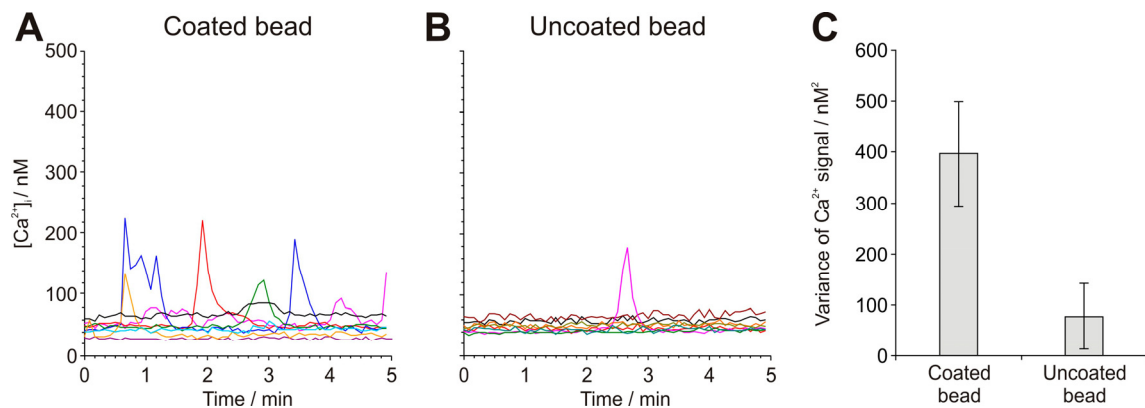 A Coated bead
500
400
300
200
100
0
[Ca²⁺]ᵢ / nM
0 1 2 3 4 5
Time / min
B Uncoated bead
0 1 2 3 4 5
Time / min
C
600
500
400
300
200
100
0
Variance of Ca²⁺ signal / nM²
Coated
bead
Uncoated
bead